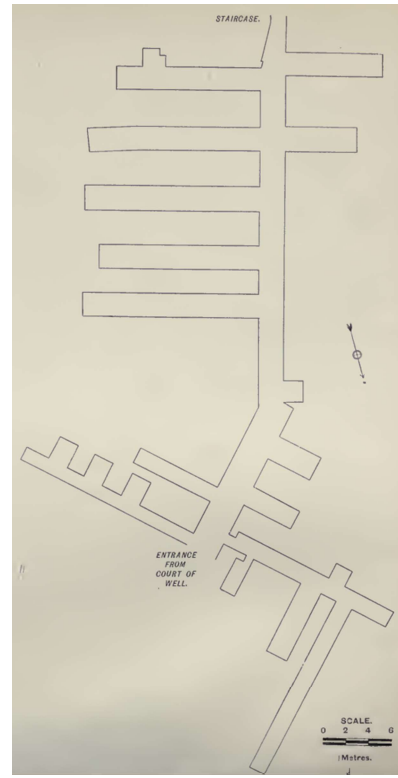 STAIRCASE.
ENTRANCE
FROM
COURT OF
WELL.
SCALE.
0 2 4 6
Metres.